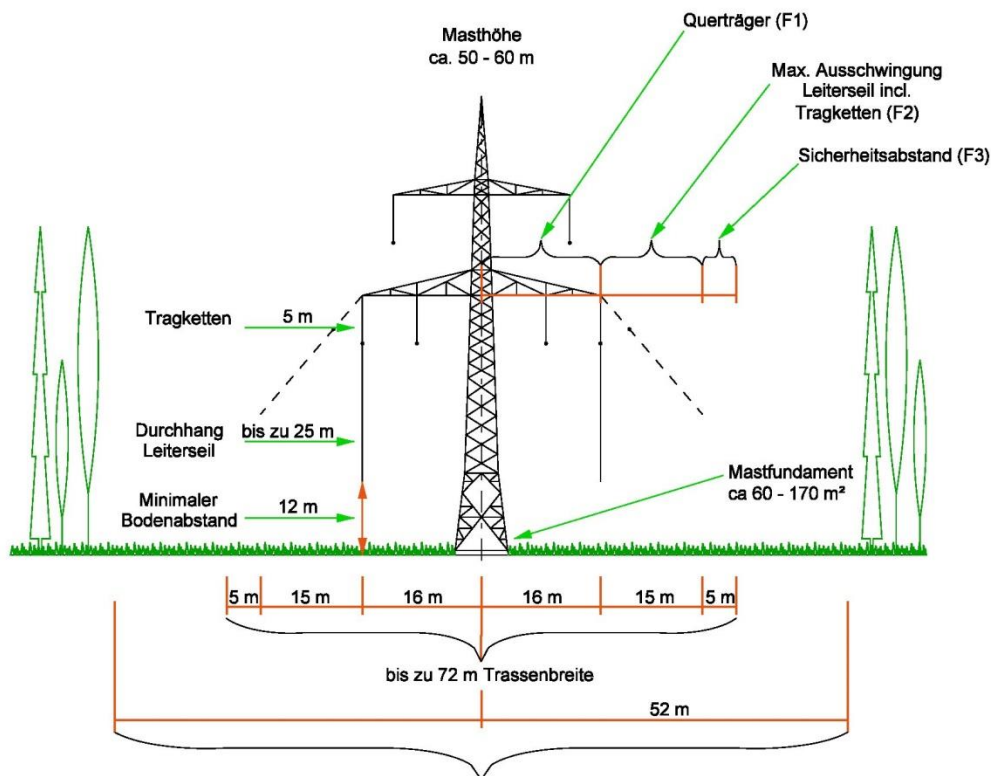 Querträger (F1)
Masthöhe
ca. 50 - 60 m
Max. Ausschwingung
Leiterseil incl.
Tragketten (F2)
Sicherheitsabstand (F3)
Tragketten
5 m
Durchhang
Leiterseil
bis zu 25 m
Minimaler
Bodenabstand
12 m
Mastfundament
ca 60 - 170 m²
5 m
15 m
16 m
16 m
15 m
5 m
bis zu 72 m Trassenbreite
52 m